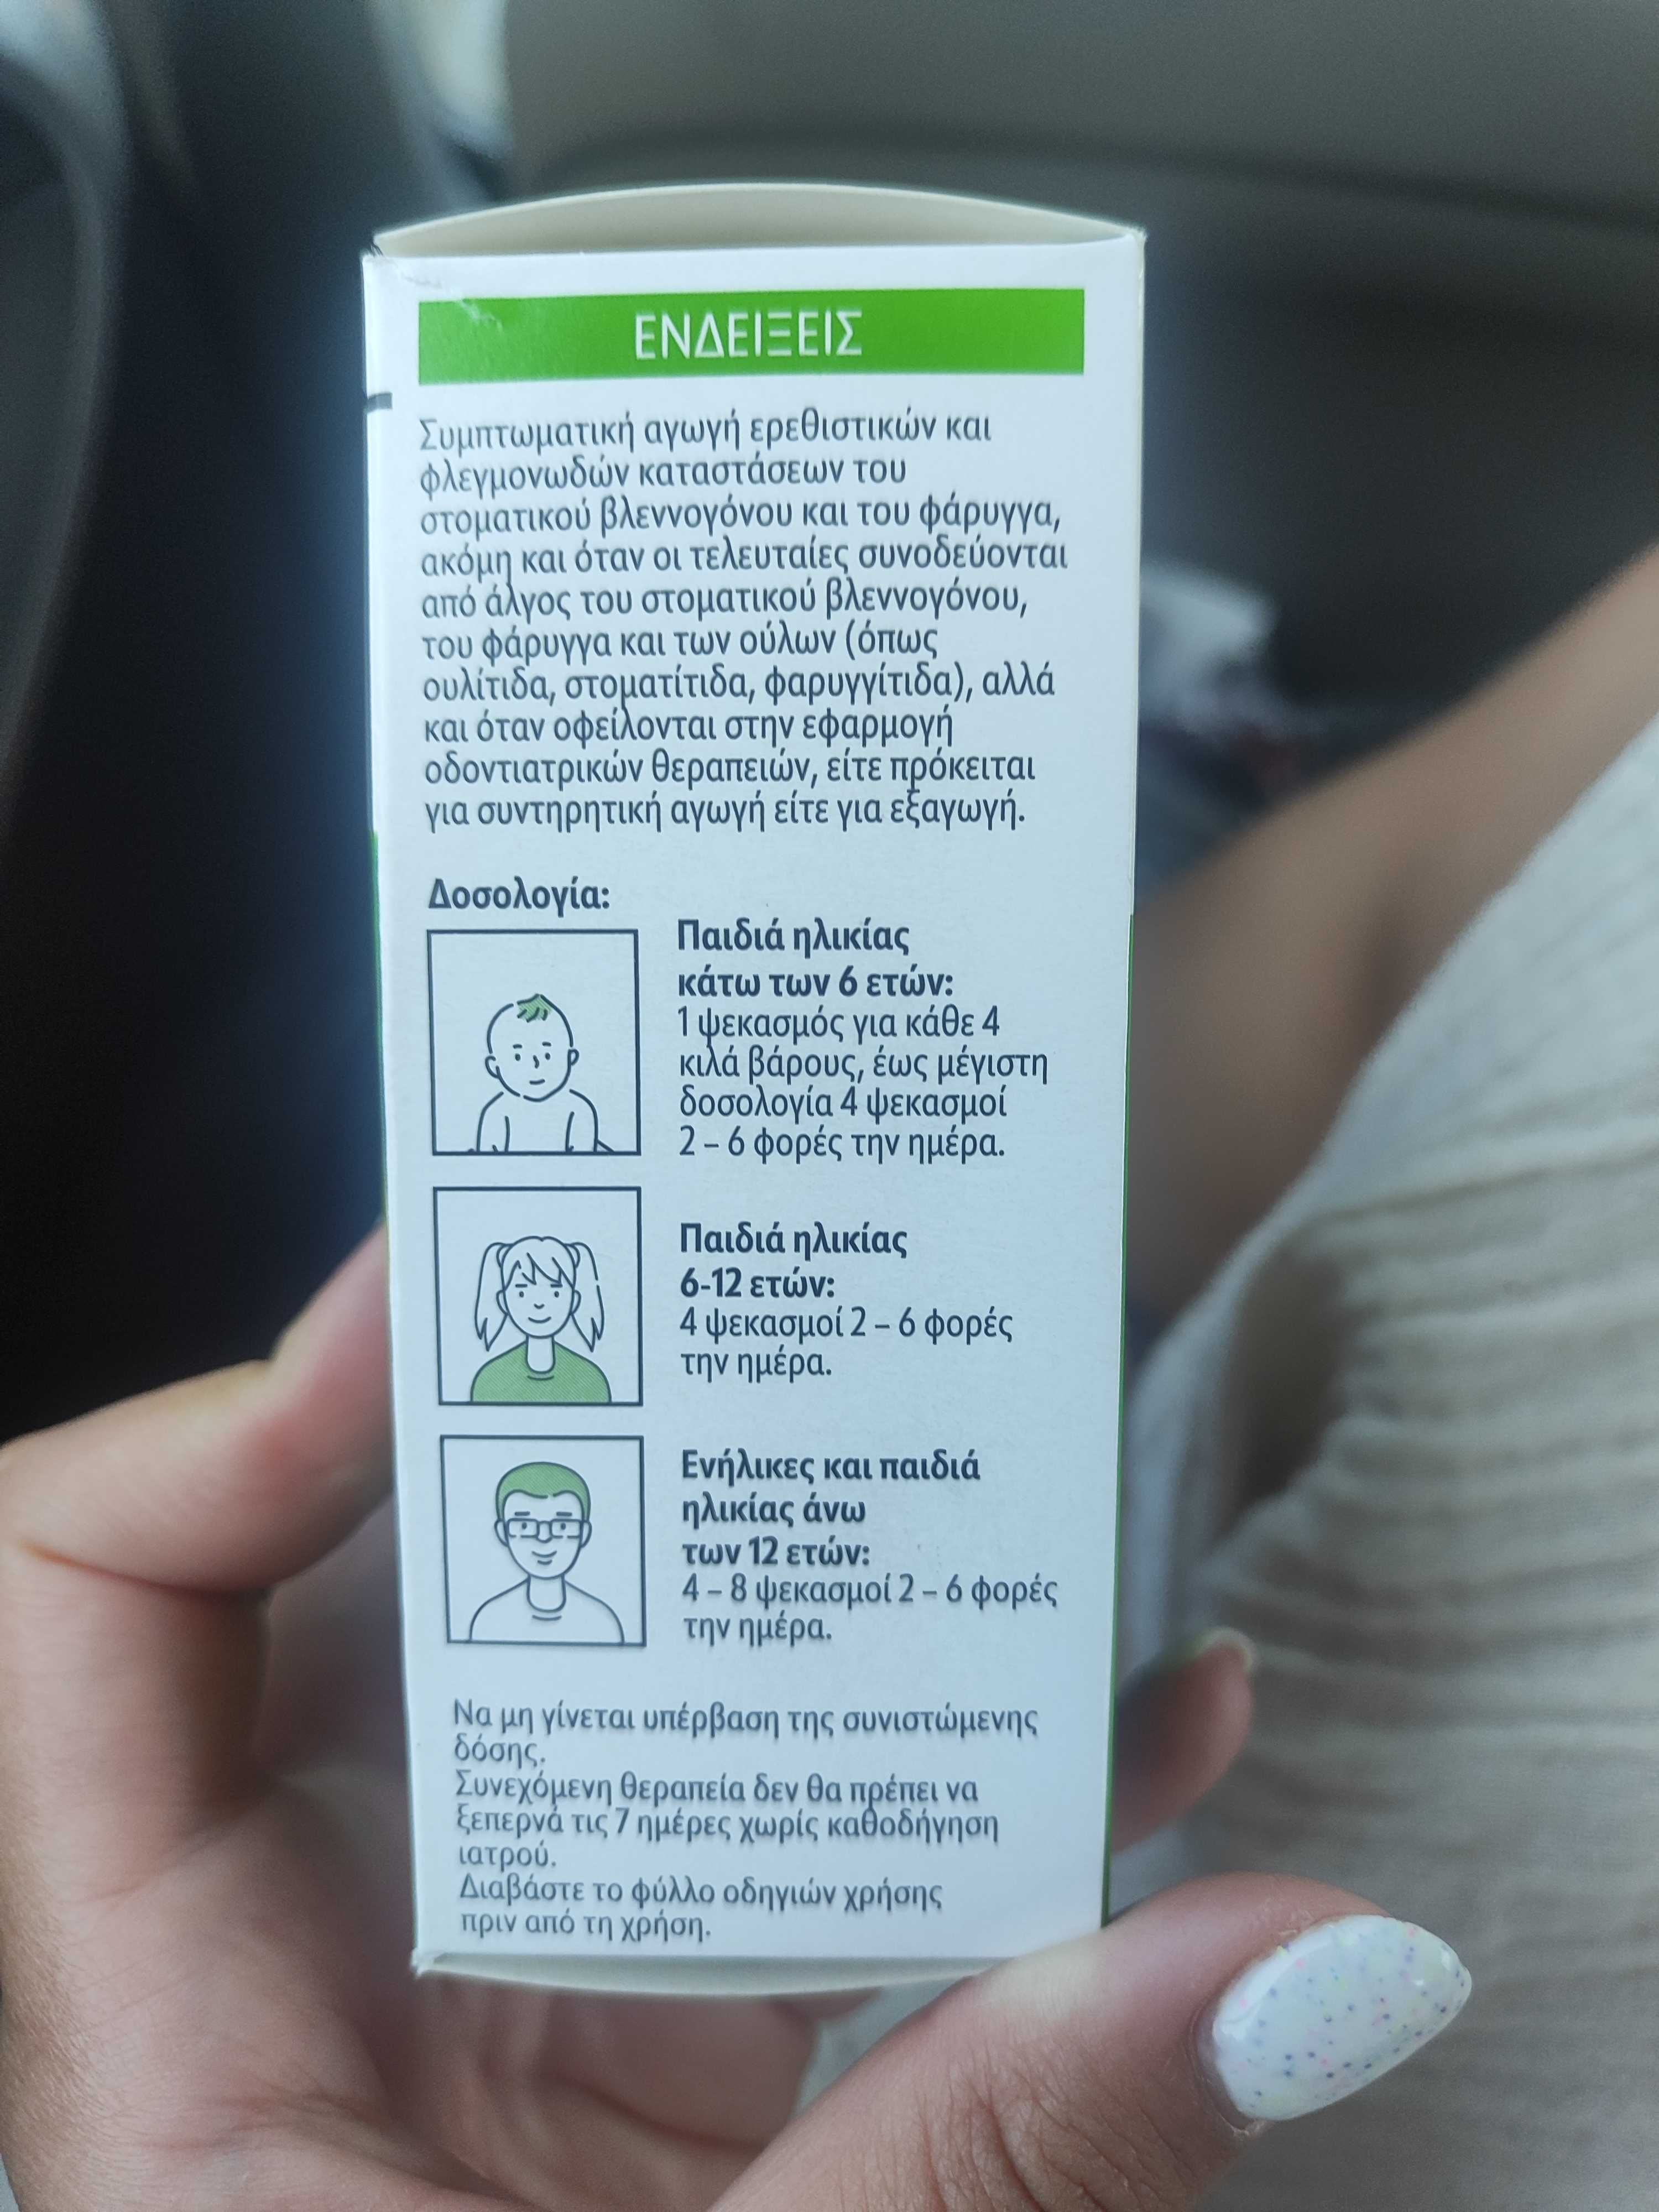 ΕΝΔΕΙΞΕΙΣ
Συμπτωματική αγωγή ερεθιστικών και
φλεγμονωδών καταστάσεων του
στοματικού βλεννογόνου και του φάρυγγα,
ακόμη και όταν οι τελευταίες συνοδεύονται
από άλγος του στοματικού βλεννογόνου,
του φάρυγγα και των ούλων (όπως
ουλίτιδα, στοματίτιδα, φαρυγγίτιδα), αλλά
και όταν οφείλονται στην εφαρμογή
οδοντιατρικών θεραπειών, είτε πρόκειται
για συντηρητική αγωγή είτε για εξαγωγή.
Δοσολογία:
Παιδιά ηλικίας
κάτω των 6 ετών:
1 ψεκασμός για κάθε 4
κιλά βάρους, έως μέγιστη
δοσολογία 4 ψεκασμοί
2 – 6 φορές την ημέρα.
Παιδιά ηλικίας
6-12 ετών:
4 ψεκασμοί 2 – 6 φορές
την ημέρα.
Ενήλικες και παιδιά
ηλικίας άνω
των 12 ετών:
4 – 8 ψεκασμοί 2 – 6 φορές
την ημέρα.
Να μη γίνεται υπέρβαση της συνιστώμενης
δόσης.
Συνεχόμενη θεραπεία δεν θα πρέπει να
ξεπερνά τις 7 ημέρες χωρίς καθοδήγηση
ιατρού.
Διαβάστε το φύλλο οδηγιών χρήσης
πριν από τη χρήση.